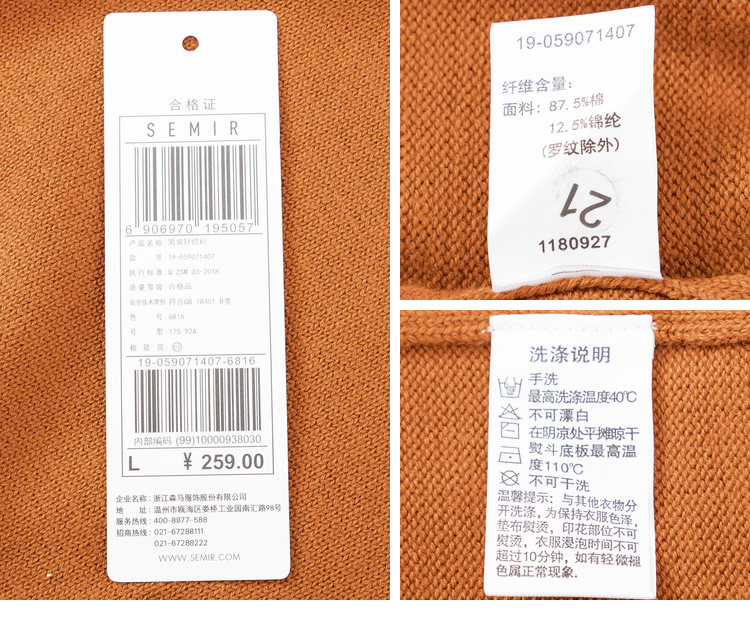 合格证
SEMIR
6 906970 195057
产品名称:男装针织衫
款 号:19-059071407
执行标准:Q/ZSM 03-2018
质量等级:合格品
安全技术类别:符合GB 18401 B类
色 号:6816
号 型:175/92A
检 验 员:
19-059071407-6816
内部编码 (99)10000938030
L ¥ 259.00
企业名称:浙江森马服饰股份有限公司
地 址:温州市瓯海区娄桥工业园南汇路98号
服务热线:400-8877-588
招商热线:021-67288111
021-67288222
WWW.SEMIR.COM
19-059071407
纤维含量:
面料:87.5%棉
12.5%锦纶
(罗纹除外)
21
1180927
洗涤说明
手洗
最高洗涤温度40℃
不可漂白
在阴凉处平摊晾干
熨斗底板最高温
度110℃
不可干洗
温馨提示:与其他衣物分
开洗涤,为保持衣服色泽,
垫布熨烫,印花部位不可
熨烫,衣服浸泡时间不可
超过10分钟,如有轻微褪
色属正常现象.